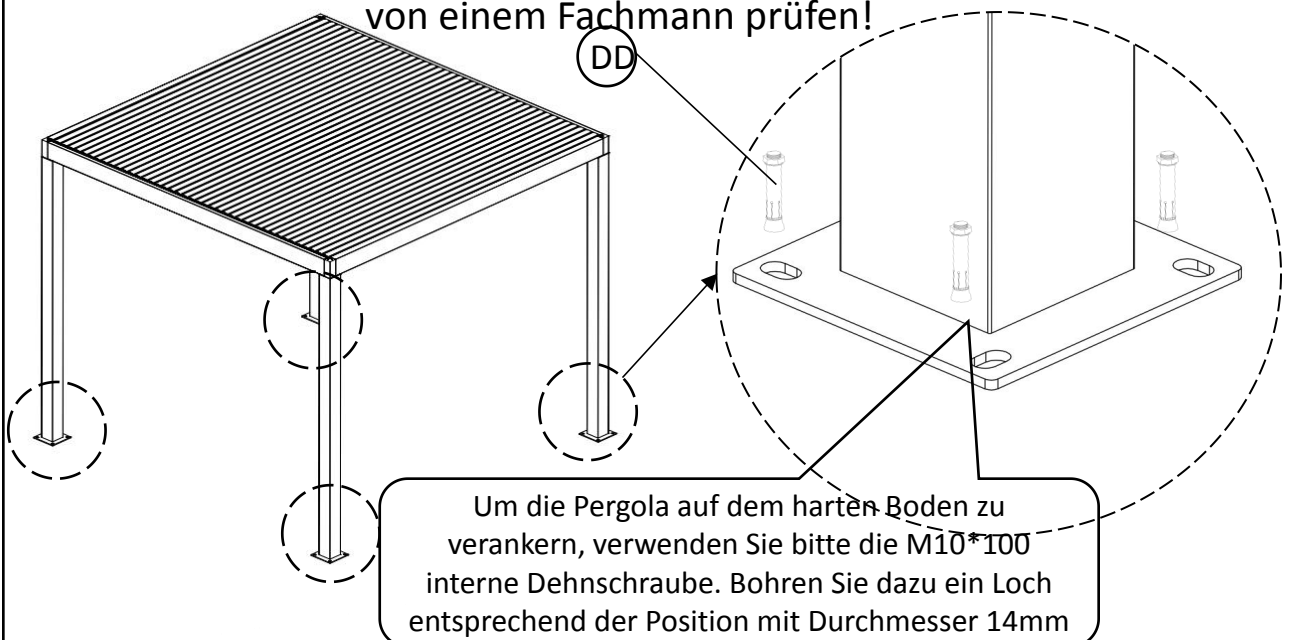 von einem Fachmann prüfen!
DD
Um die Pergola auf dem harten Boden zu
verankern, verwenden Sie bitte die M10*100
interne Dehnschraube. Bohren Sie dazu ein Loch
entsprechend der Position mit Durchmesser 14mm